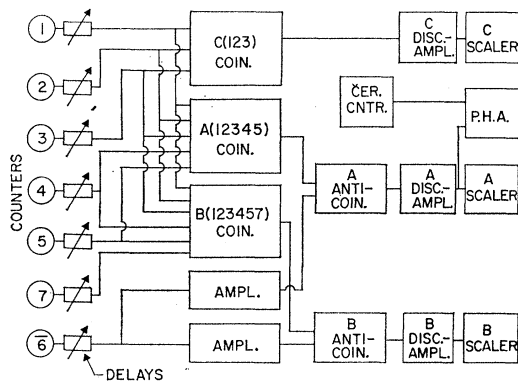 COUNTERS
1
2
3
4
5
7
6̅
DELAYS
C(123)
COIN.
A(12345)
COIN.
B(123457)
COIN.
AMPL.
AMPL.
C
DISC.-
AMPL.
C
SCALER
ČER.
CNTR.
P.H.A.
A
ANTI-
COIN.
A
DISC.-
AMPL.
A
SCALER
B
ANTI-
COIN.
B
DISC.-
AMPL.
B
SCALER